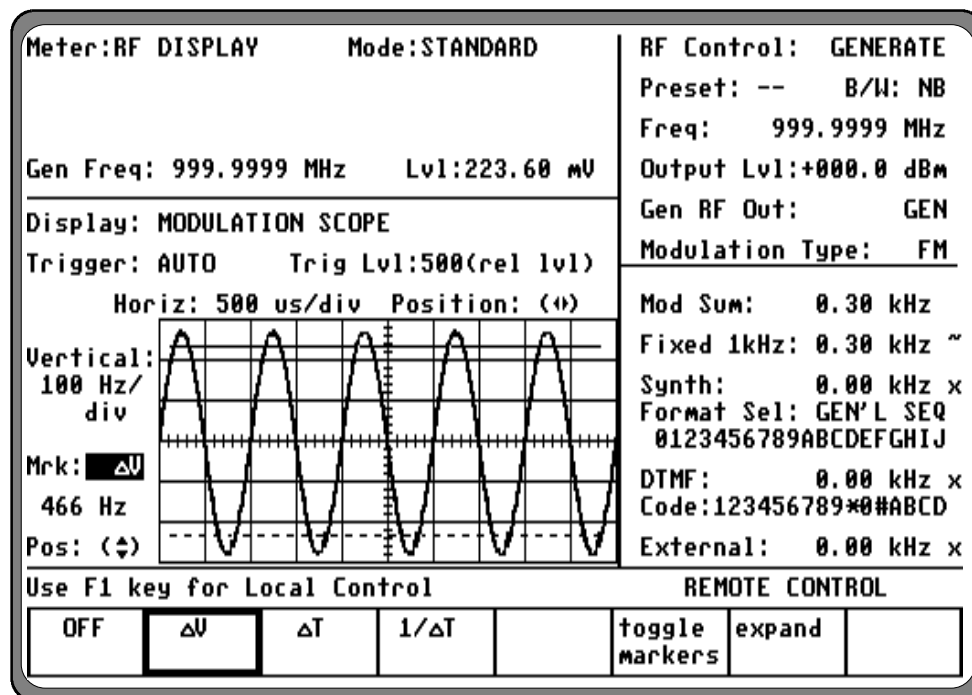 Meter:RF DISPLAY Mode:STANDARD
Gen Freq: 999.9999 MHz Lvl:223.60 mV
Display: MODULATION SCOPE
Trigger: AUTO Trig Lvl:500(rel lvl)
Horiz: 500 us/div Position: (◂▸)
Vertical:
100 Hz/
div
Mrk: ΔV
466 Hz
Pos: (▴▾)
RF Control: GENERATE
Preset: -- B/W: NB
Freq: 999.9999 MHz
Output Lvl:+000.0 dBm
Gen RF Out: GEN
Modulation Type: FM
Mod Sum: 0.30 kHz
Fixed 1kHz: 0.30 kHz ~
Synth: 0.00 kHz x
Format Sel: GEN'L SEQ
0123456789ABCDEFGHIJ
DTMF: 0.00 kHz x
Code:123456789*0#ABCD
External: 0.00 kHz x
Use F1 key for Local Control REMOTE CONTROL
OFF ΔV ΔT 1/ΔT toggle expand
markers